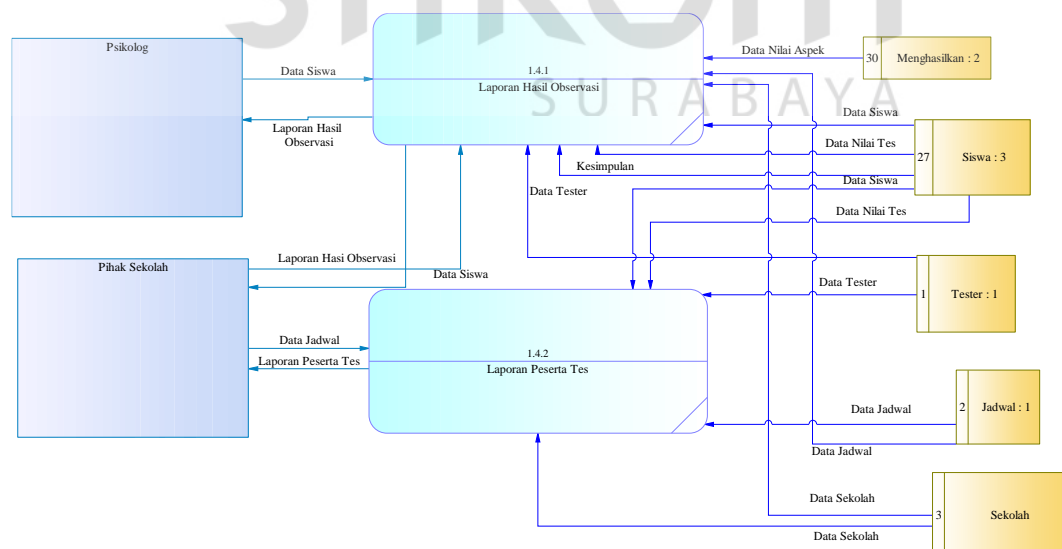 SURABAYA
Psikolog
Data Siswa
Laporan Hasil
Observasi
1.4.1
Laporan Hasil Observasi
Data Nilai Aspek
30 Menghasilkan : 2
Data Siswa
Data Nilai Tes
27 Siswa : 3
Kesimpulan
Data Siswa
Data Tester
Data Nilai Tes
Pihak Sekolah
Laporan Hasi Observasi
Data Siswa
Data Tester
1 Tester : 1
Data Jadwal
Laporan Peserta Tes
1.4.2
Laporan Peserta Tes
Data Jadwal
2 Jadwal : 1
Data Jadwal
Data Sekolah
3 Sekolah
Data Sekolah